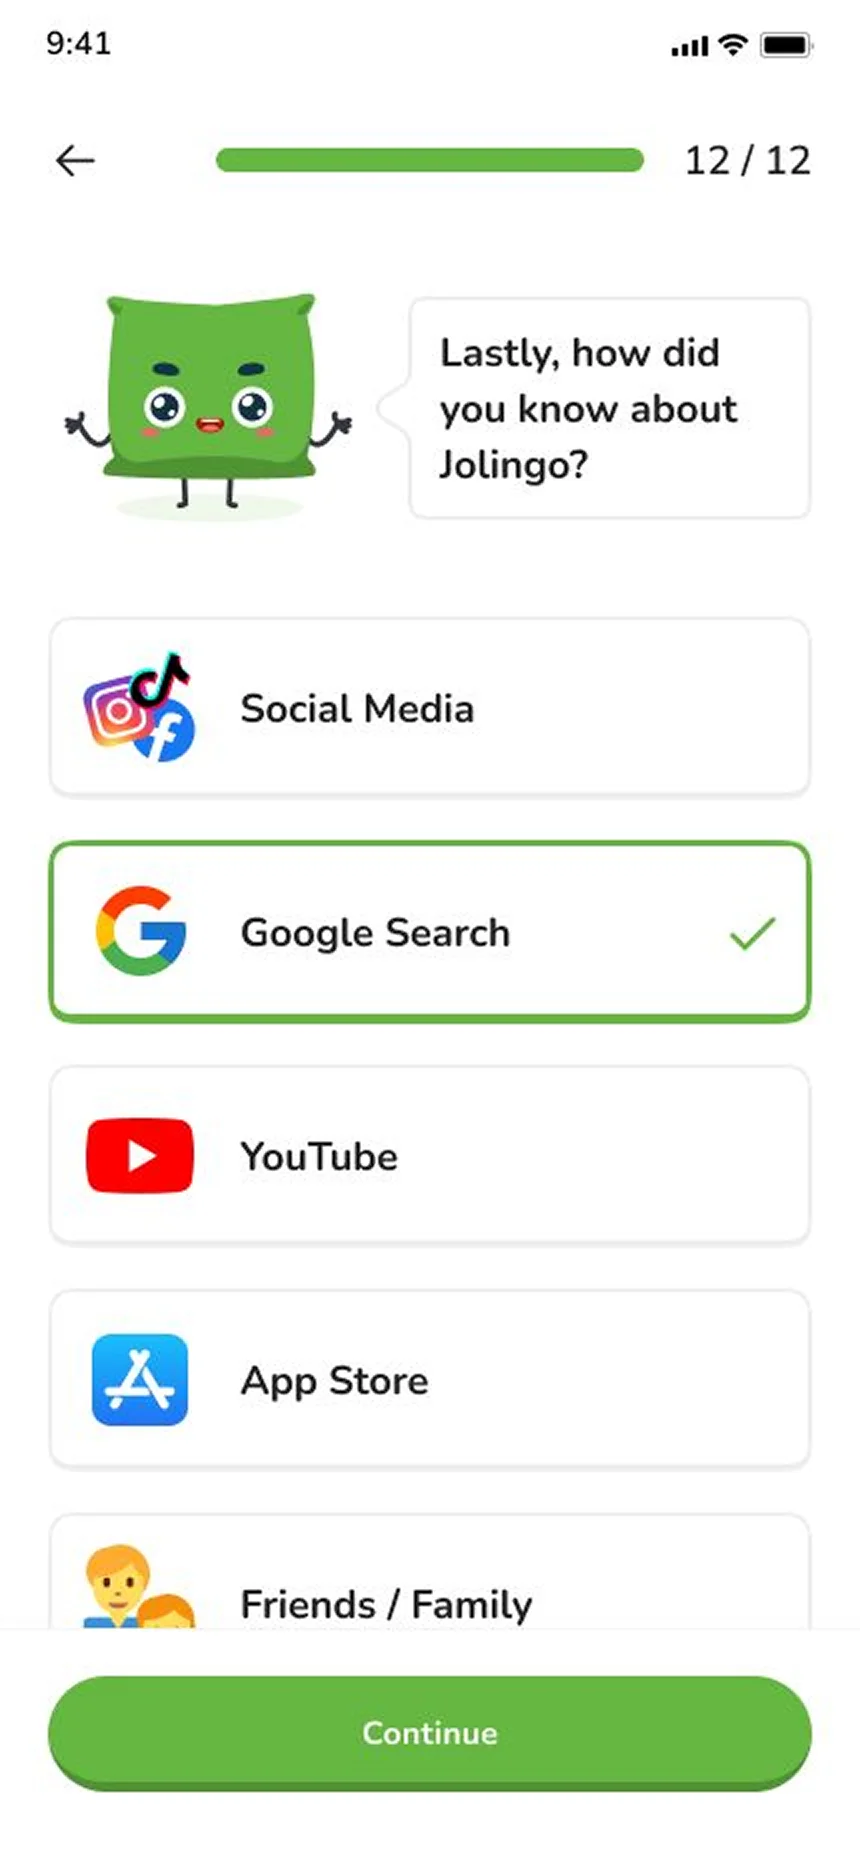 9:41
12 / 12
Lastly, how did
you know about
Jolingo?
Social Media
Google Search
YouTube
App Store
Friends / Family
Continue